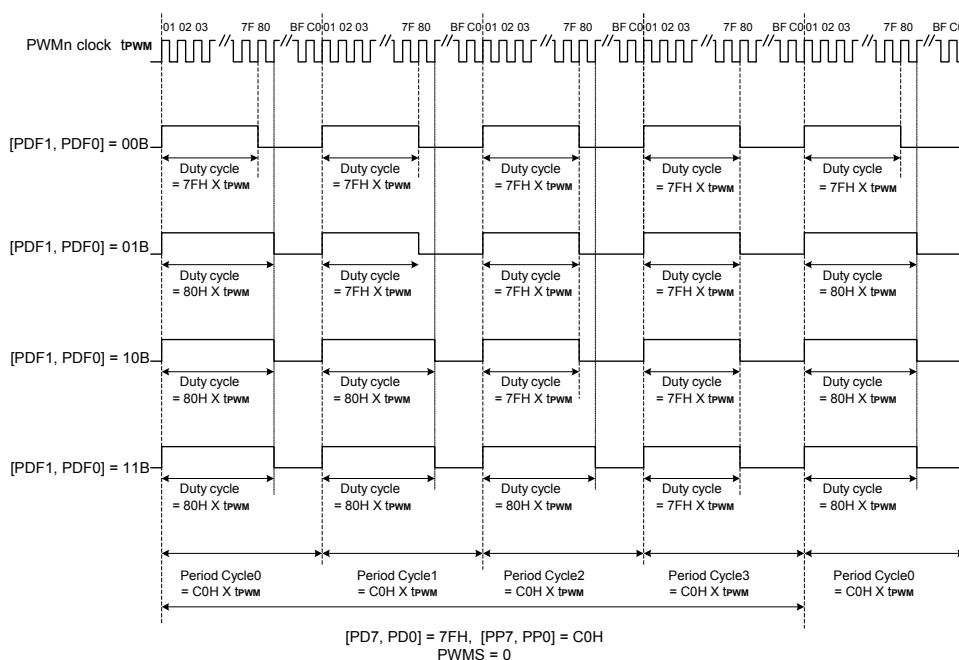 01 02 03 7F 80 BF C0 01 02 03 7F 80 BF C0 01 02 03 7F 80 BF C0 01 02 03 7F 80 BF C0 01 02 03 7F 80 BF C0
PWMn clock tPWM
[PDF1, PDF0] = 00B
Duty cycle Duty cycle Duty cycle Duty cycle Duty cycle
= 7FH X tPWM = 7FH X tPWM = 7FH X tPWM = 7FH X tPWM = 7FH X tPWM
[PDF1, PDF0] = 01B
Duty cycle Duty cycle Duty cycle Duty cycle Duty cycle
= 80H X tPWM = 7FH X tPWM = 7FH X tPWM = 7FH X tPWM = 80H X tPWM
[PDF1, PDF0] = 10B
Duty cycle Duty cycle Duty cycle Duty cycle Duty cycle
= 80H X tPWM = 80H X tPWM = 7FH X tPWM = 7FH X tPWM = 80H X tPWM
[PDF1, PDF0] = 11B
Duty cycle Duty cycle Duty cycle Duty cycle Duty cycle
= 80H X tPWM = 80H X tPWM = 80H X tPWM = 7FH X tPWM = 80H X tPWM
Period Cycle0 Period Cycle1 Period Cycle2 Period Cycle3 Period Cycle0
= C0H X tPWM = C0H X tPWM = C0H X tPWM = C0H X tPWM = C0H X tPWM
[PD7, PD0] = 7FH, [PP7, PP0] = C0H
PWMS = 0